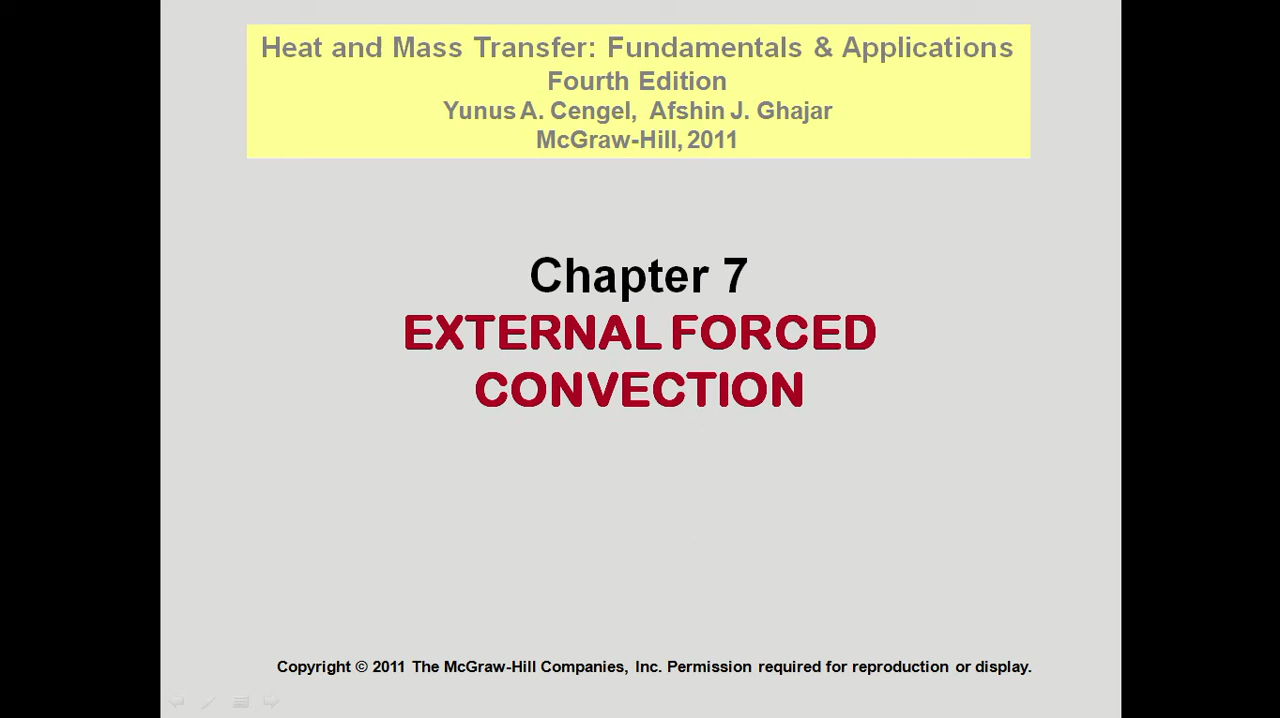 Heat and Mass Transfer: Fundamentals & Applications
Fourth Edition
Yunus A. Cengel, Afshin J. Ghajar
McGraw-Hill, 2011
Chapter 7
EXTERNAL FORCED
CONVECTION
Copyright © 2011 The McGraw-Hill Companies, Inc. Permission required for reproduction or display.